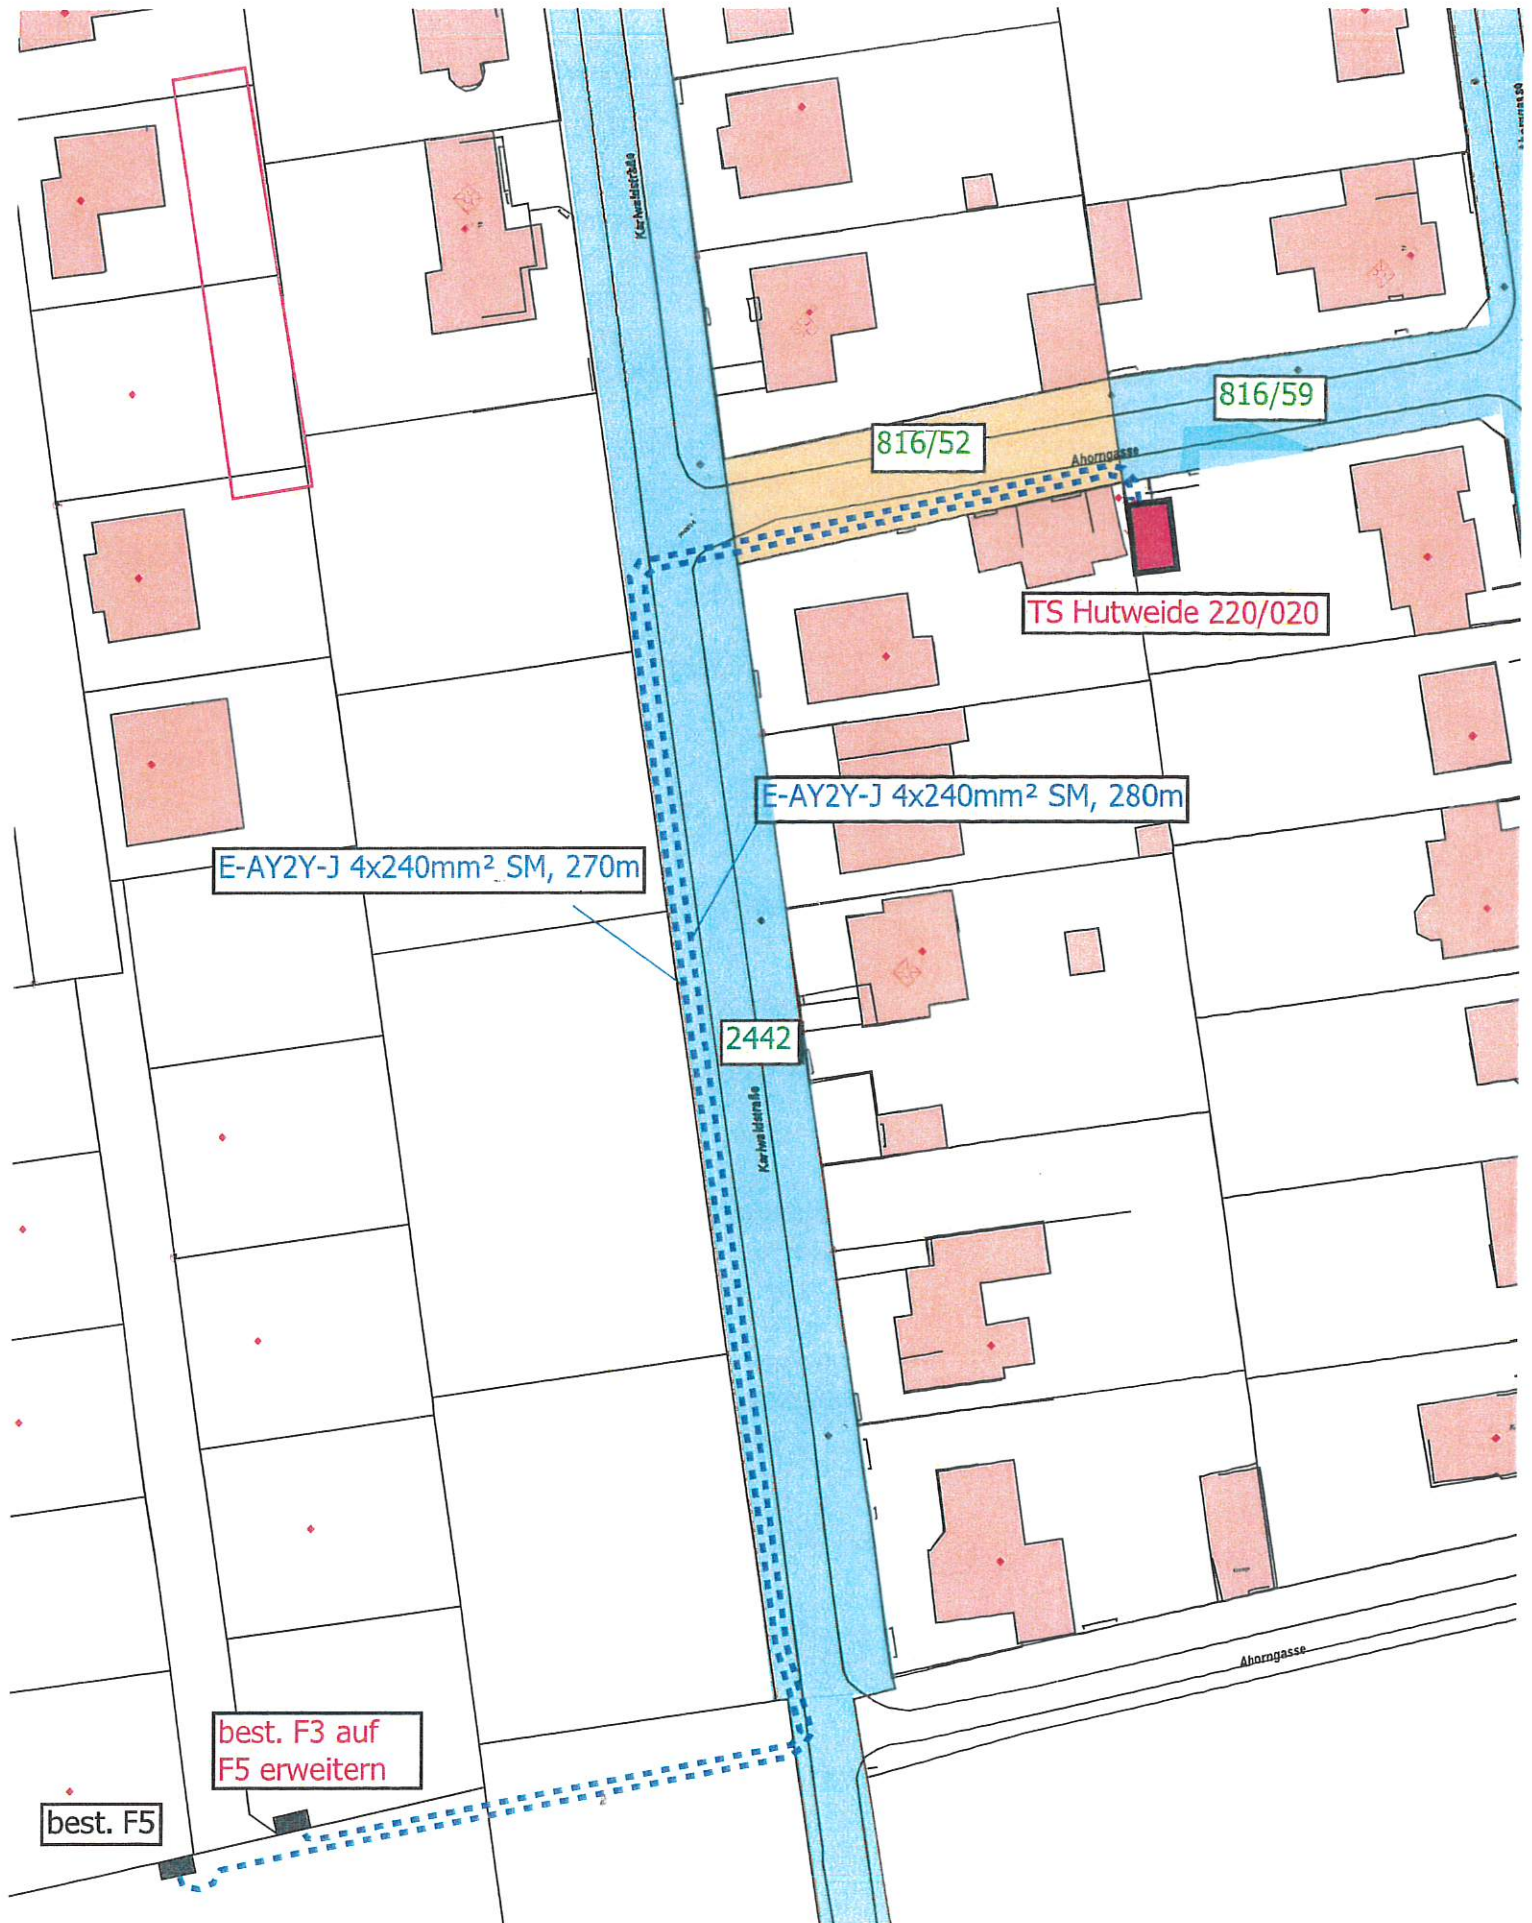 Karlwaldstraße
816/59
816/52
Ahorngasse
TS Hutweide 220/020
E-AY2Y-J 4x240mm² SM, 280m
E-AY2Y-J 4x240mm² SM, 270m
2442
Karlwaldstraße
Ahorngasse
best. F3 auf
F5 erweitern
best. F5